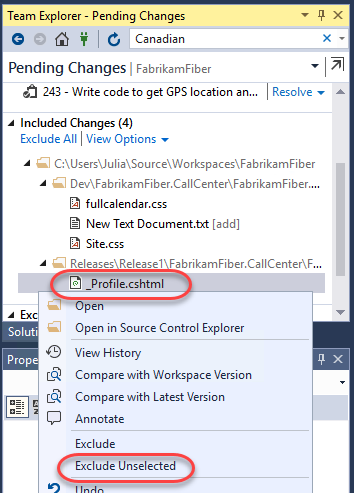 Team Explorer - Pending Changes
Canadian
Pending Changes | FabrikamFiber
243 - Write code to get GPS location an... Resolve
Included Changes (4)
Exclude All | View Options
C:\Users\Julia\Source\Workspaces\FabrikamFiber
Dev\FabrikamFiber.CallCenter\FabrikamFiber....
fullcalendar.css
New Text Document.txt [add]
Site.css
Releases\Release1\FabrikamFiber.CallCenter\F...
_Profile.cshtml
Exc
Open
Solu
Open in Source Control Explorer
View History
Prope
Compare with Workspace Version
Compare with Latest Version
Annotate
Exclude
Exclude Unselected
Undo